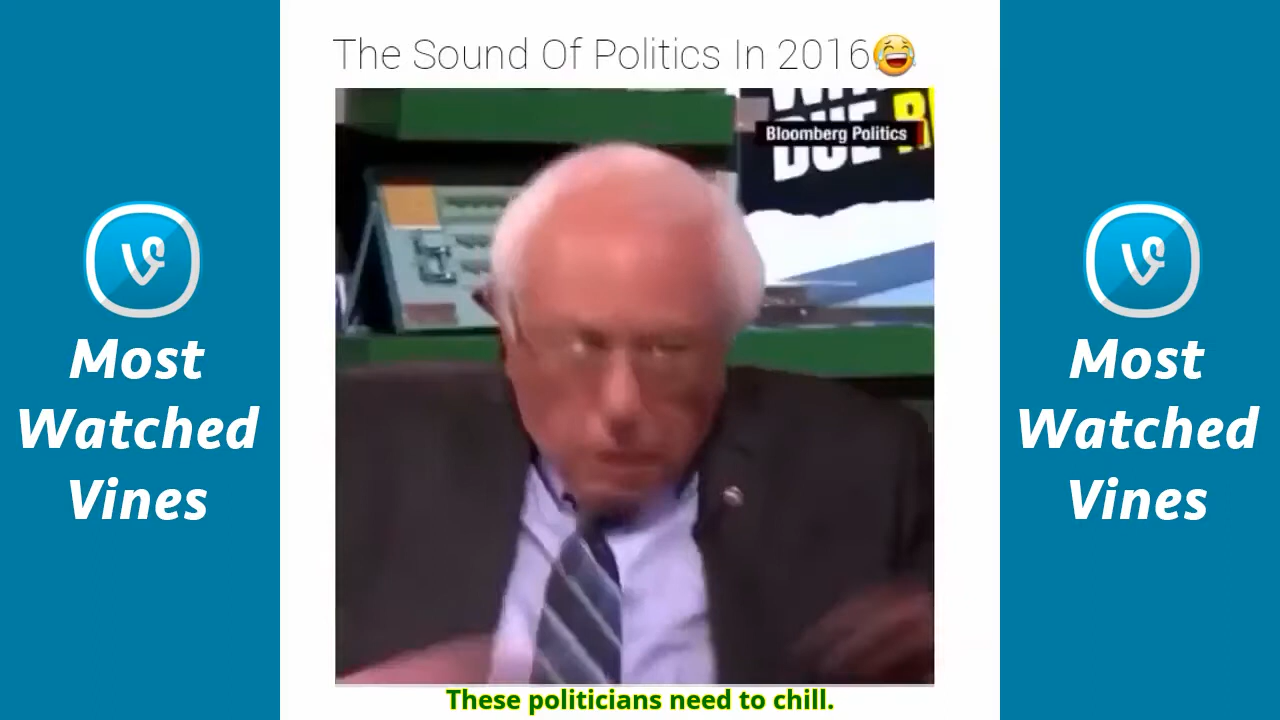 The Sound Of Politics In 2016😂
Bloomberg Politics
DUE
Most
Watched
Vines
Most
Watched
Vines
These politicians need to chill.